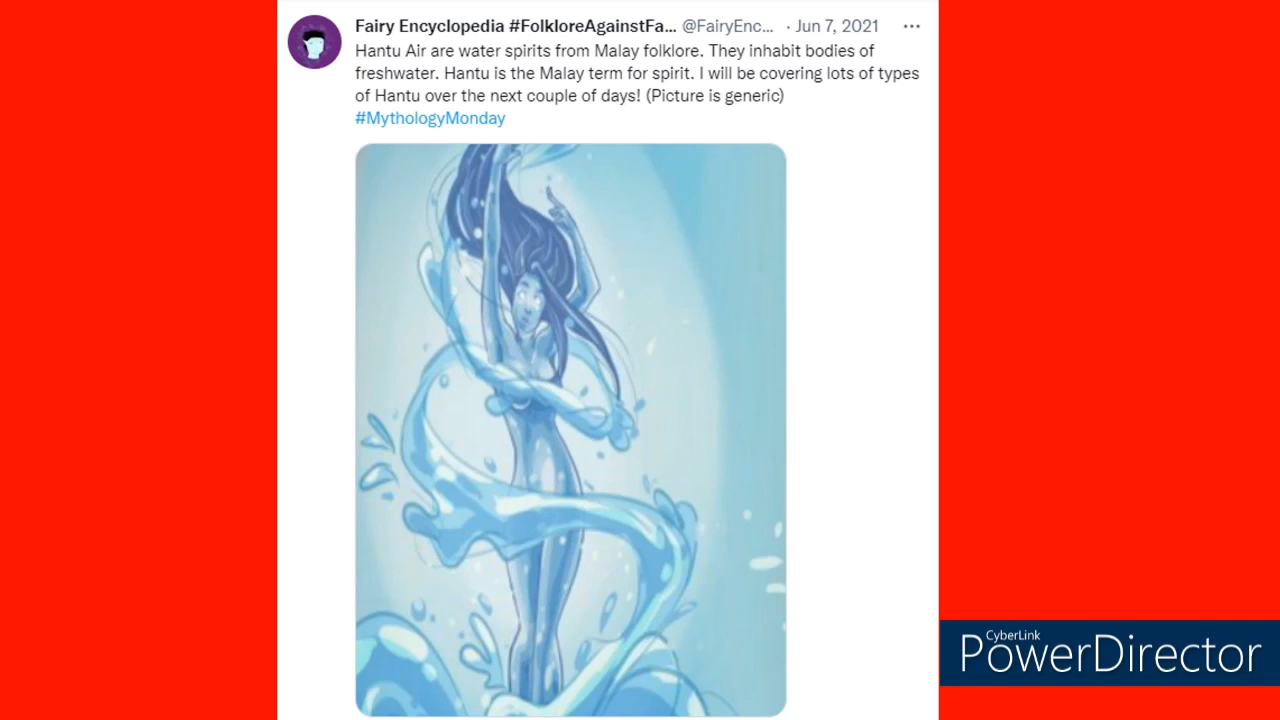 Fairy Encyclopedia #FolkloreAgainstFa... @FairyEnc... · Jun 7, 2021
Hantu Air are water spirits from Malay folklore. They inhabit bodies of
freshwater. Hantu is the Malay term for spirit. I will be covering lots of types
of Hantu over the next couple of days! (Picture is generic)
#MythologyMonday
CyberLink
PowerDirector